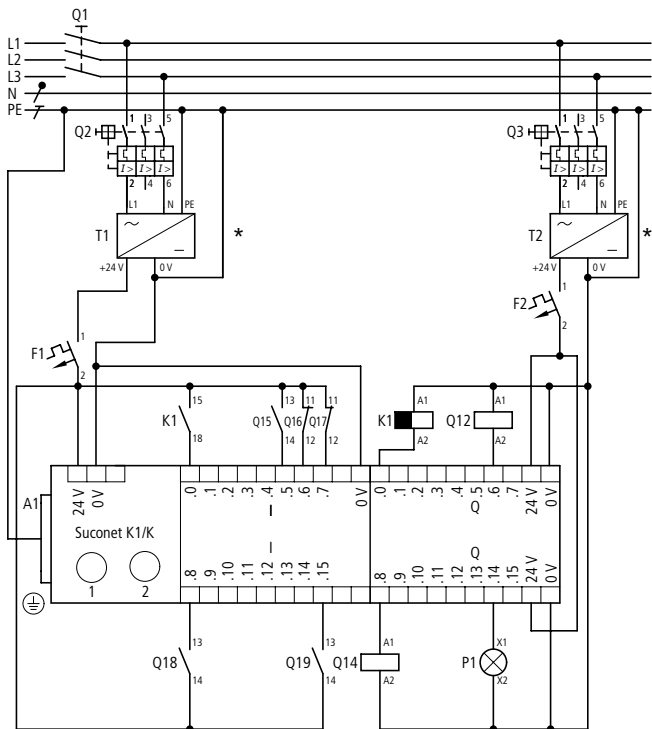 Q1
L1
L2
L3
N
PE
Q2 1 3 5
I> I> I>
2 4 6
L1 N PE
T1 ~ –
*
+24 V 0 V
Q3 1 3 5
I> I> I>
2 4 6
L1 N PE
T2 ~ –
*
+24 V 0 V
F1 1
2
F2 1
2
15 13 11 11
K1 Q15 Q16 Q17
18 14 12 12
A1 A1
K1 Q12
A2 A2
A1
24 V 0 V
.0 .1 .2 .3 .4 .5 .6 .7 0 V
I
.0 .1 .2 .3 .4 .5 .6 .7 24 V 0 V
Q
Suconet K1/K
1 2
I
.8 .9 .10 .11 .12 .13 .14 .15
Q
.8 .9 .10 .11 .12 .13 .14 .15 24 V 0 V
13 13 A1 X1
Q18 Q19 Q14 P1
14 14 A2 X2